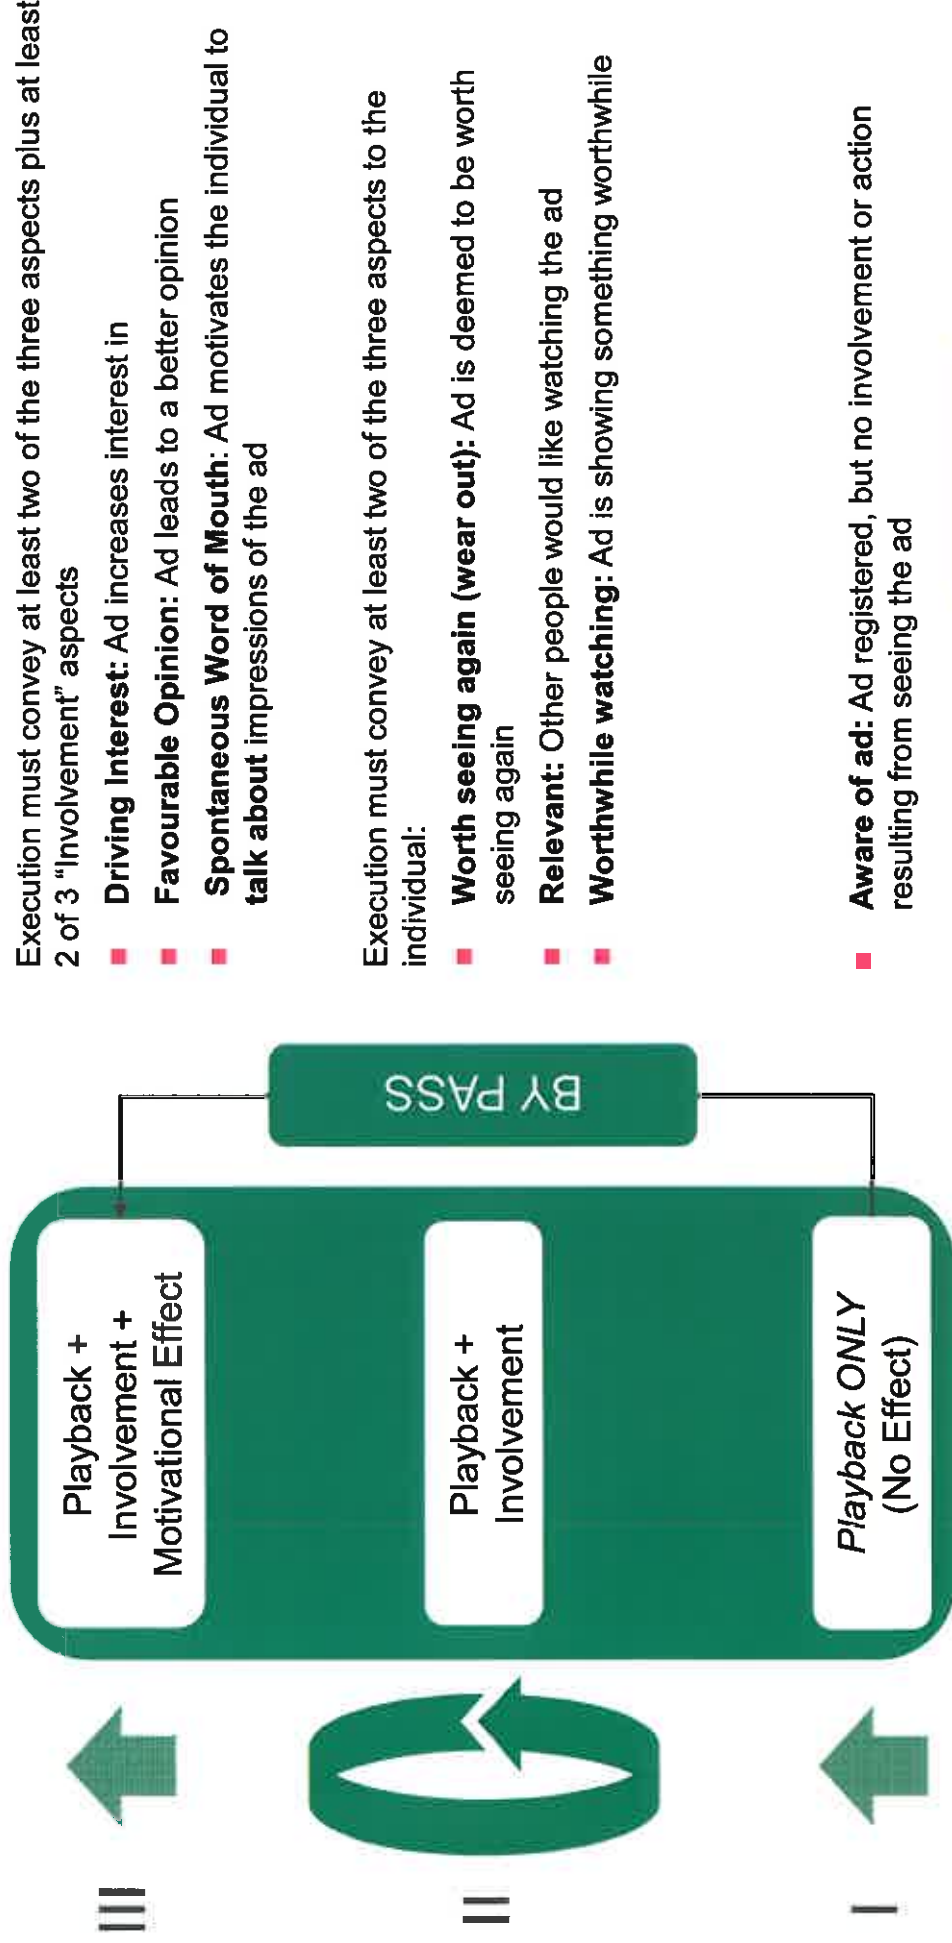 III
Playback +
Involvement +
Motivational Effect
Execution must convey at least two of the three aspects plus at least
2 of 3 “Involvement” aspects
Driving Interest: Ad increases interest in
Favourable Opinion: Ad leads to a better opinion
Spontaneous Word of Mouth: Ad motivates the individual to
talk about impressions of the ad
II
Playback +
Involvement
BY PASS
Execution must convey at least two of the three aspects to the
individual:
Worth seeing again (wear out): Ad is deemed to be worth
seeing again
Relevant: Other people would like watching the ad
Worthwhile watching: Ad is showing something worthwhile
I
Playback ONLY
(No Effect)
Aware of ad: Ad registered, but no involvement or action
resulting from seeing the ad